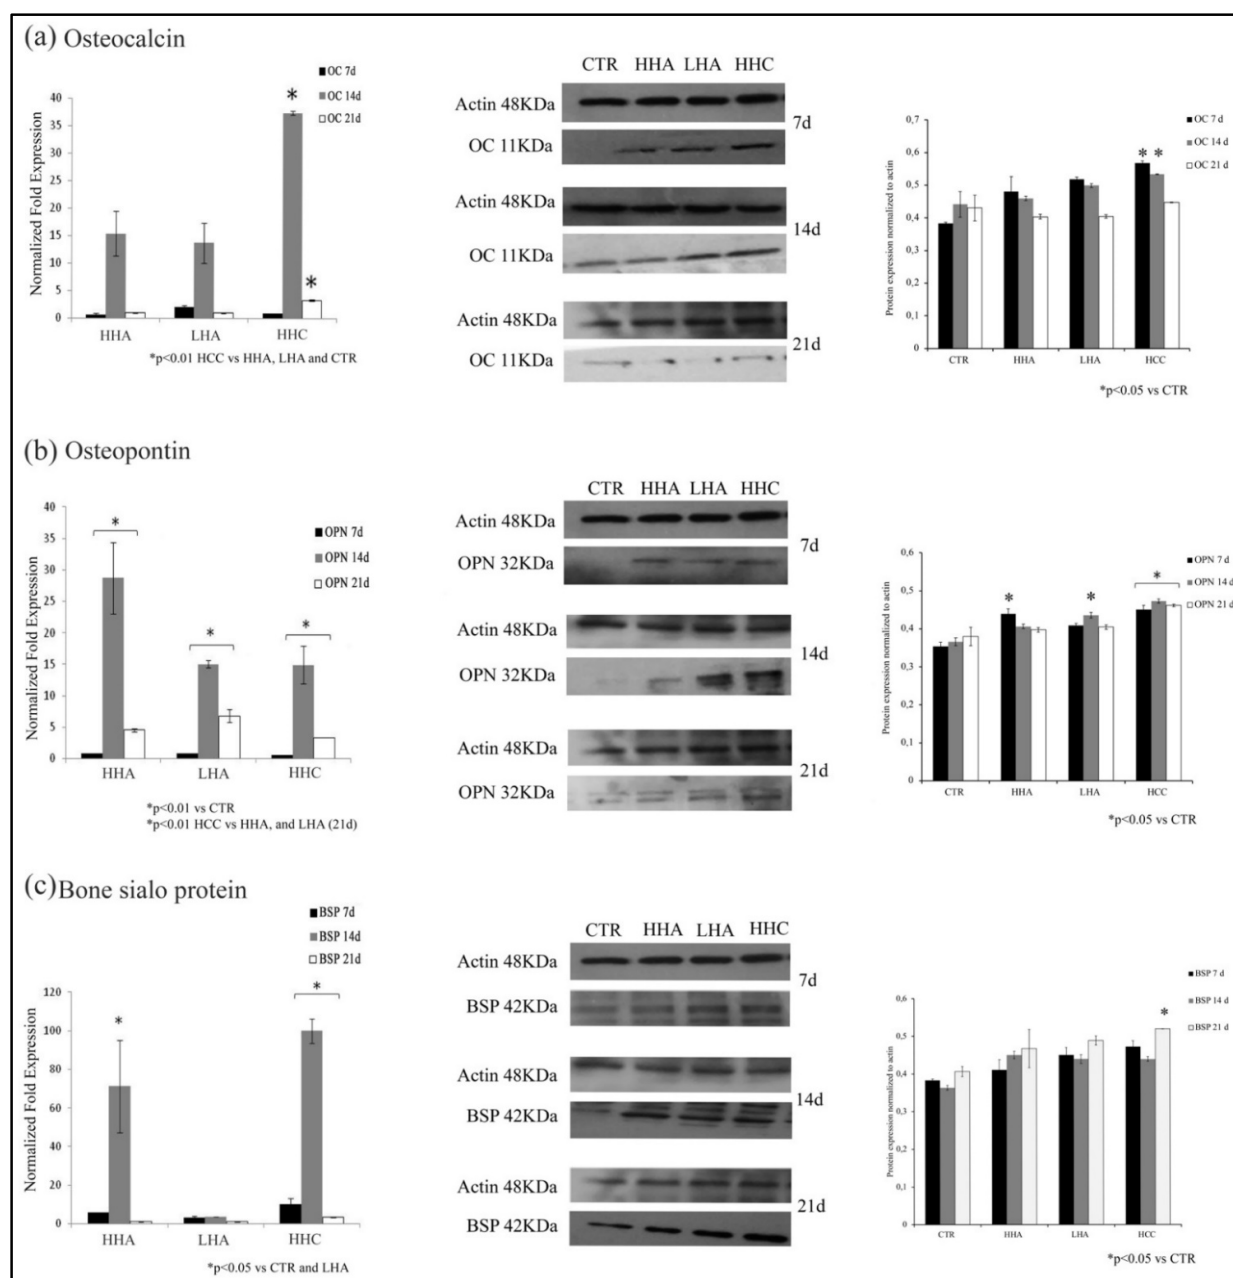 (a) Osteocalcin
OC 7d
OC 14d
OC 21d
Normalized Fold Expression
40
35
30
25
20
15
10
5
0
*
*
HHA LHA HHC
*p<0.01 HCC vs HHA, LHA and CTR
CTR HHA LHA HHC
Actin 48KDa
7d
OC 11KDa
Actin 48KDa
14d
OC 11KDa
Actin 48KDa
21d
OC 11KDa
OC 7 d
OC 14 d
OC 21 d
Protein expression normalized to actin
0,7
0,6
0,5
0,4
0,3
0,2
0,1
0
* *
CTR HHA LHA HCC
*p<0.05 vs CTR
(b) Osteopontin
OPN 7d
OPN 14d
OPN 21d
Normalized Fold Expression
40
35
30
25
20
15
10
5
0
*
*
*
HHA LHA HHC
*p<0.01 vs CTR
*p<0.01 HCC vs HHA, and LHA (21d)
CTR HHA LHA HHC
Actin 48KDa
7d
OPN 32KDa
Actin 48KDa
14d
OPN 32KDa
Actin 48KDa
21d
OPN 32KDa
OPN 7 d
OPN 14 d
OPN 21 d
Protein expression normalized to actin
0,6
0,5
0,4
0,3
0,2
0,1
0
* * *
CTR HHA LHA HCC
*p<0.05 vs CTR
(c) Bone sialo protein
BSP 7d
BSP 14d
BSP 21d
Normalized Fold Expression
120
100
80
60
40
20
0
*
*
HHA LHA HHC
*p<0.05 vs CTR and LHA
CTR HHA LHA HHC
Actin 48KDa
7d
BSP 42KDa
Actin 48KDa
14d
BSP 42KDa
Actin 48KDa
21d
BSP 42KDa
BSP 7 d
BSP 14 d
BSP 21 d
Protein expression normalized to actin
0,6
0,5
0,4
0,3
0,2
0,1
0
*
CTR HHA LHA HCC
*p<0.05 vs CTR